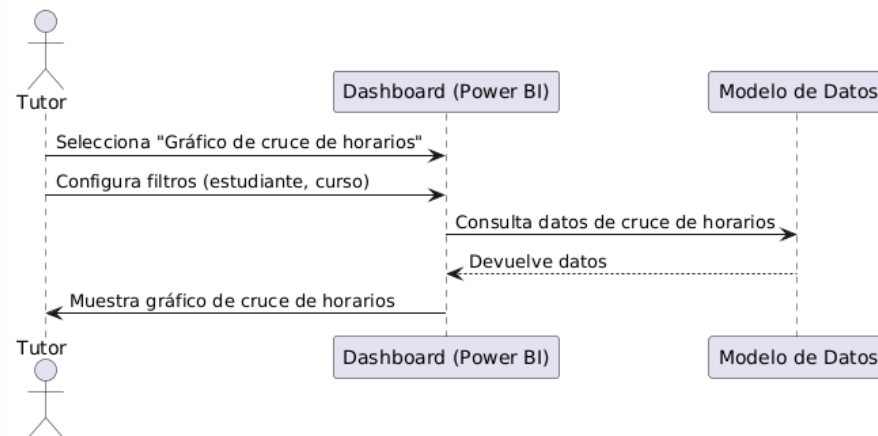 Tutor
Dashboard (Power BI)
Modelo de Datos
Selecciona "Gráfico de cruce de horarios"
Configura filtros (estudiante, curso)
Consulta datos de cruce de horarios
Devuelve datos
Muestra gráfico de cruce de horarios
Tutor
Dashboard (Power BI)
Modelo de Datos